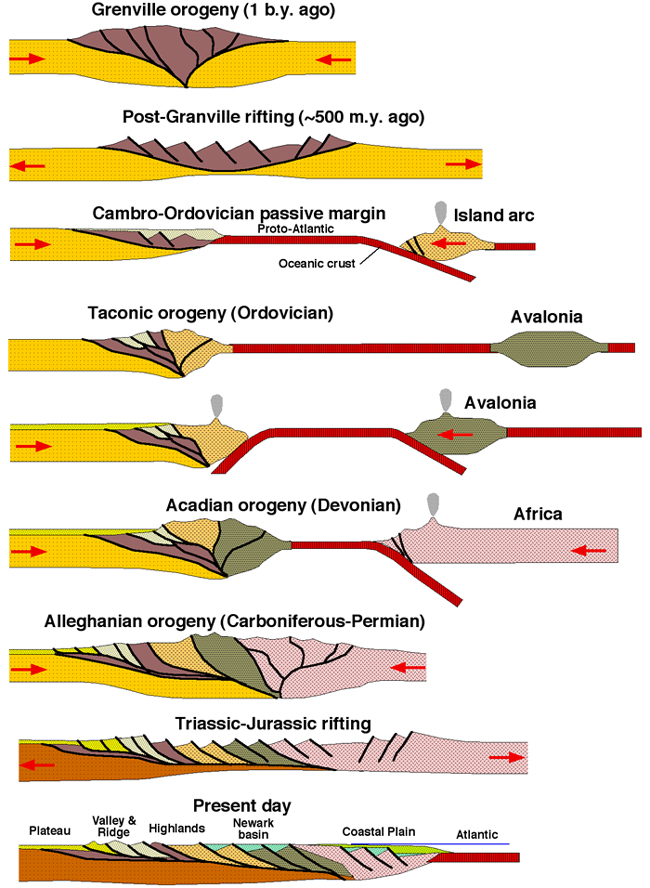 Grenville orogeny (1 b.y. ago)
Post-Granville rifting (~500 m.y. ago)
Cambro-Ordovician passive margin
Island arc
Proto-Atlantic
Oceanic crust
Taconic orogeny (Ordovician)
Avalonia
Avalonia
Acadian orogeny (Devonian)
Africa
Alleghanian orogeny (Carboniferous-Permian)
Triassic-Jurassic rifting
Present day
Plateau
Valley &
Ridge
Highlands
Newark
basin
Coastal Plain
Atlantic